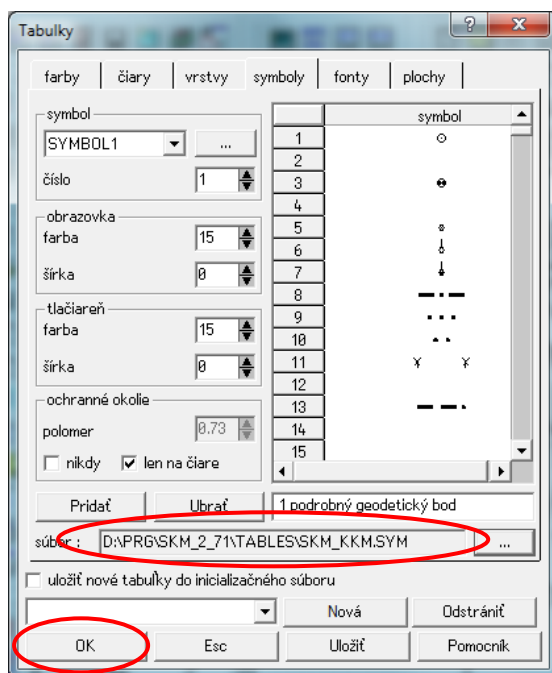 Tabulky
? X
farby čiary vrstvy symboly fonty plochy
symbol
SYMBOL1 ...
číslo 1
obrazovka
farba 15
šírka 0
tlačiareň
farba 15
šírka 0
ochranné okolie
polomer 0.73
nikdy len na čiare
symbol
1
2
3
4
5
6
7
8
9
10
11
12
13
14
15
Pridať Ubrať 1 podrobný geodetický bod
súbor : D:\PRG\SKM_2_71\TABLES\SKM_KKM.SYM ...
uložiť nové tabuľky do inicializačného súboru
Nová Odstrániť
OK Esc Uložiť Pomocník